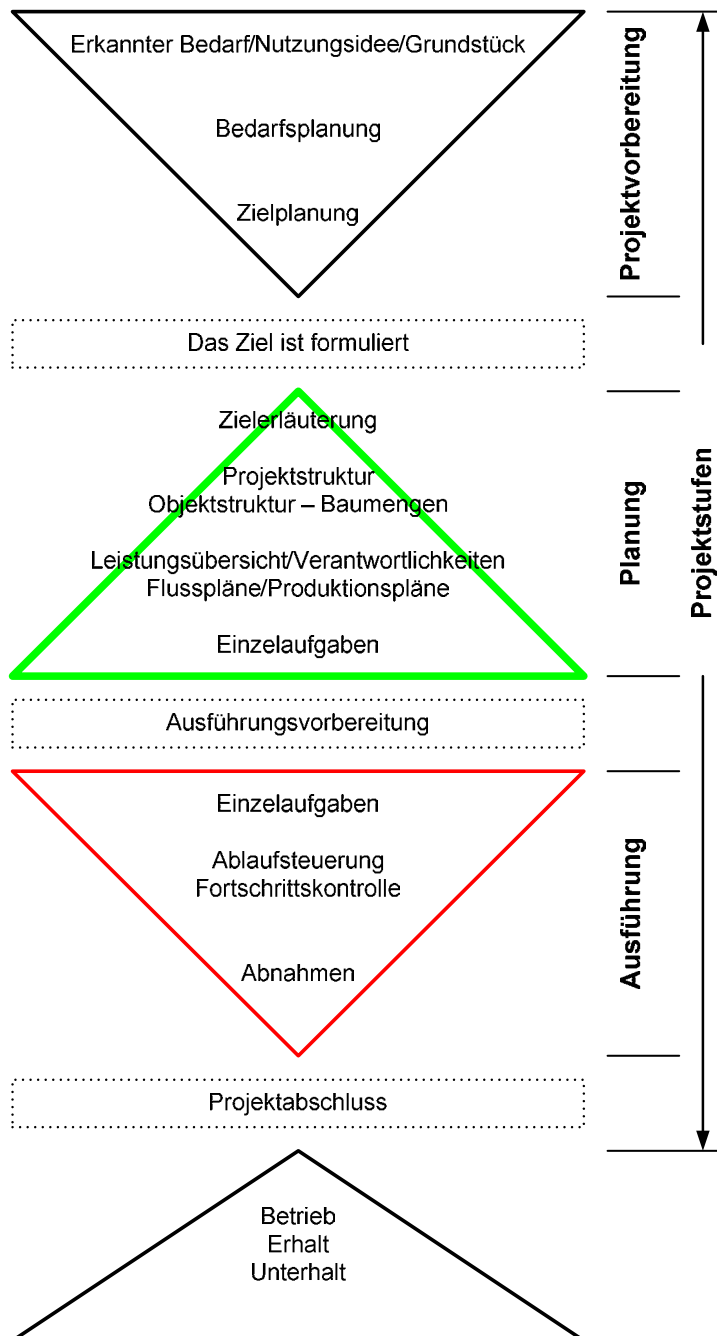 Erkannter Bedarf/Nutzungsidee/Grundstück
Bedarfsplanung
Zielplanung
Projektvorbereitung
Das Ziel ist formuliert
Zielerläuterung
Projektstruktur
Objektstruktur – Baumengen
Leistungsübersicht/Verantwortlichkeiten
Flusspläne/Produktionspläne
Einzelaufgaben
Planung
Projektstufen
Ausführungsvorbereitung
Einzelaufgaben
Ablaufsteuerung
Fortschrittskontrolle
Abnahmen
Ausführung
Projektabschluss
Betrieb
Erhalt
Unterhalt